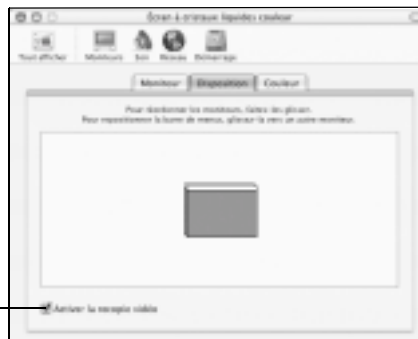 Écran à cristaux liquides couleur
Tout afficher Moniteurs Son Réseau Démarrage
Moniteur Disposition Couleur
Pour réordonner les moniteurs, faites-les glisser.
Pour repositionner la barre de menus, glissez-la vers un autre moniteur.
Activer la recopie vidéo